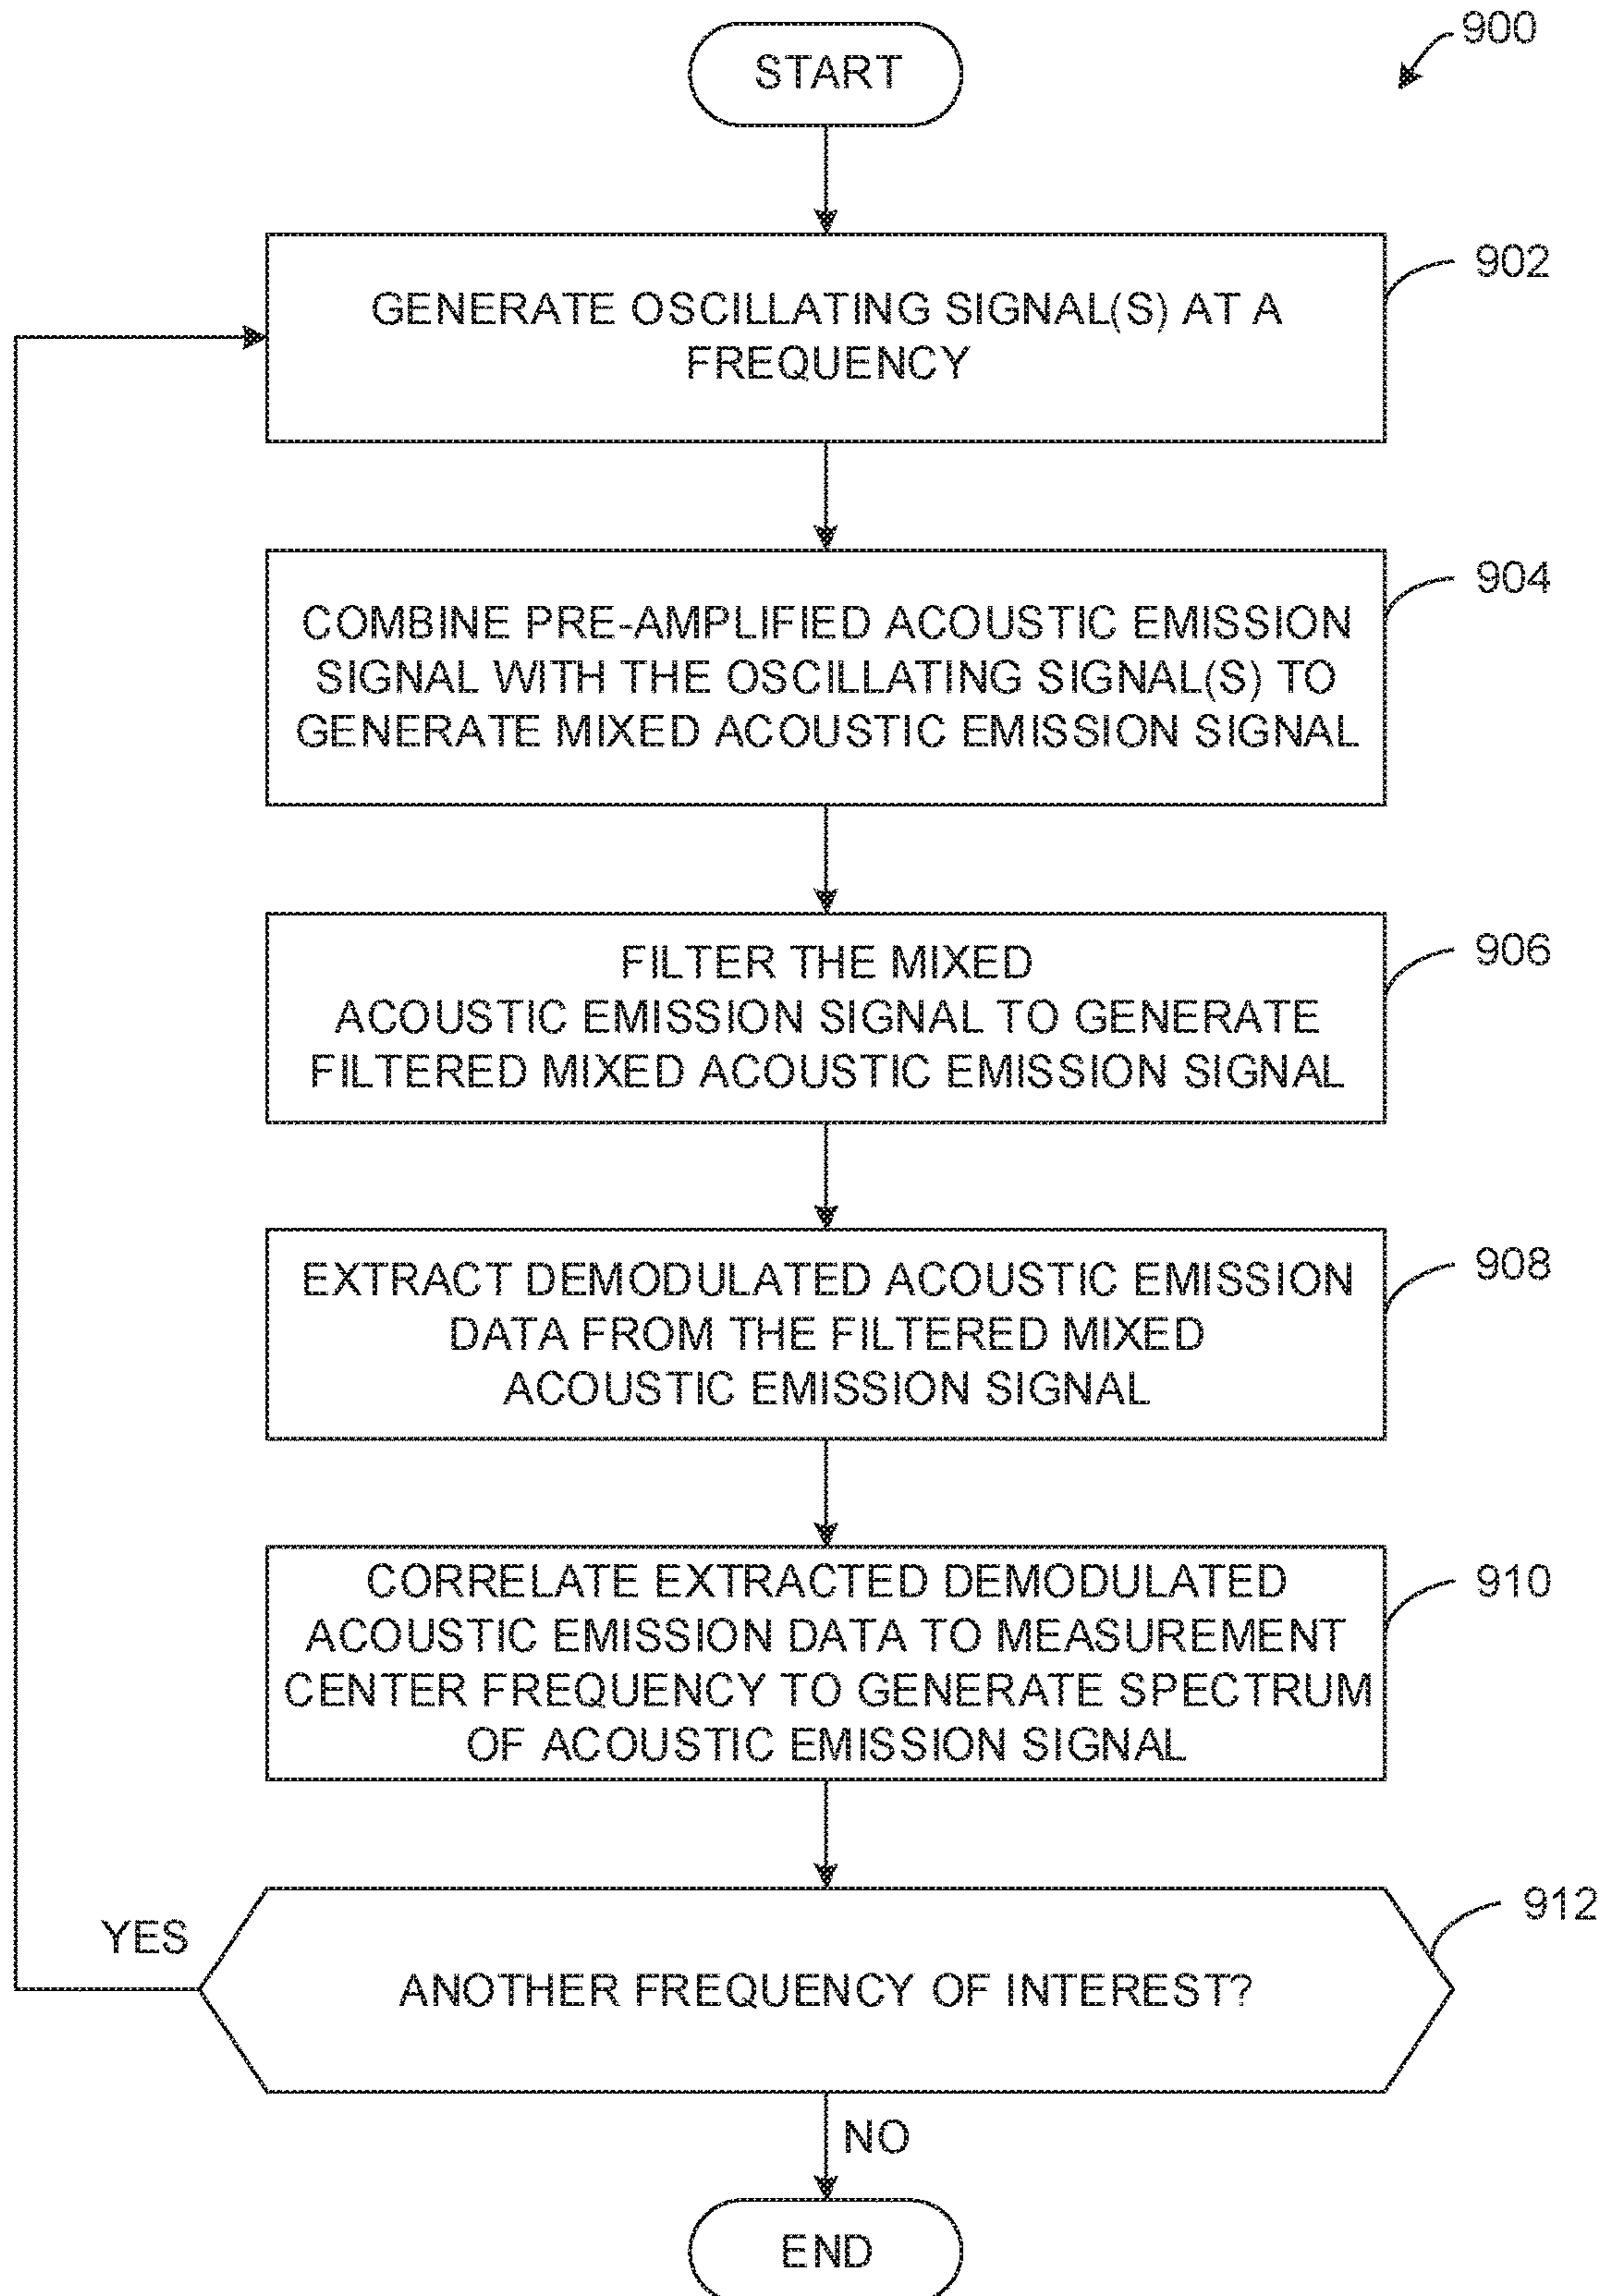 900
START
902
GENERATE OSCILLATING SIGNAL(S) AT A
FREQUENCY
904
COMBINE PRE-AMPLIFIED ACOUSTIC EMISSION
SIGNAL WITH THE OSCILLATING SIGNAL(S) TO
GENERATE MIXED ACOUSTIC EMISSION SIGNAL
906
FILTER THE MIXED
ACOUSTIC EMISSION SIGNAL TO GENERATE
FILTERED MIXED ACOUSTIC EMISSION SIGNAL
908
EXTRACT DEMODULATED ACOUSTIC EMISSION
DATA FROM THE FILTERED MIXED
ACOUSTIC EMISSION SIGNAL
910
CORRELATE EXTRACTED DEMODULATED
ACOUSTIC EMISSION DATA TO MEASUREMENT
CENTER FREQUENCY TO GENERATE SPECTRUM
OF ACOUSTIC EMISSION SIGNAL
912
YES
ANOTHER FREQUENCY OF INTEREST?
NO
END